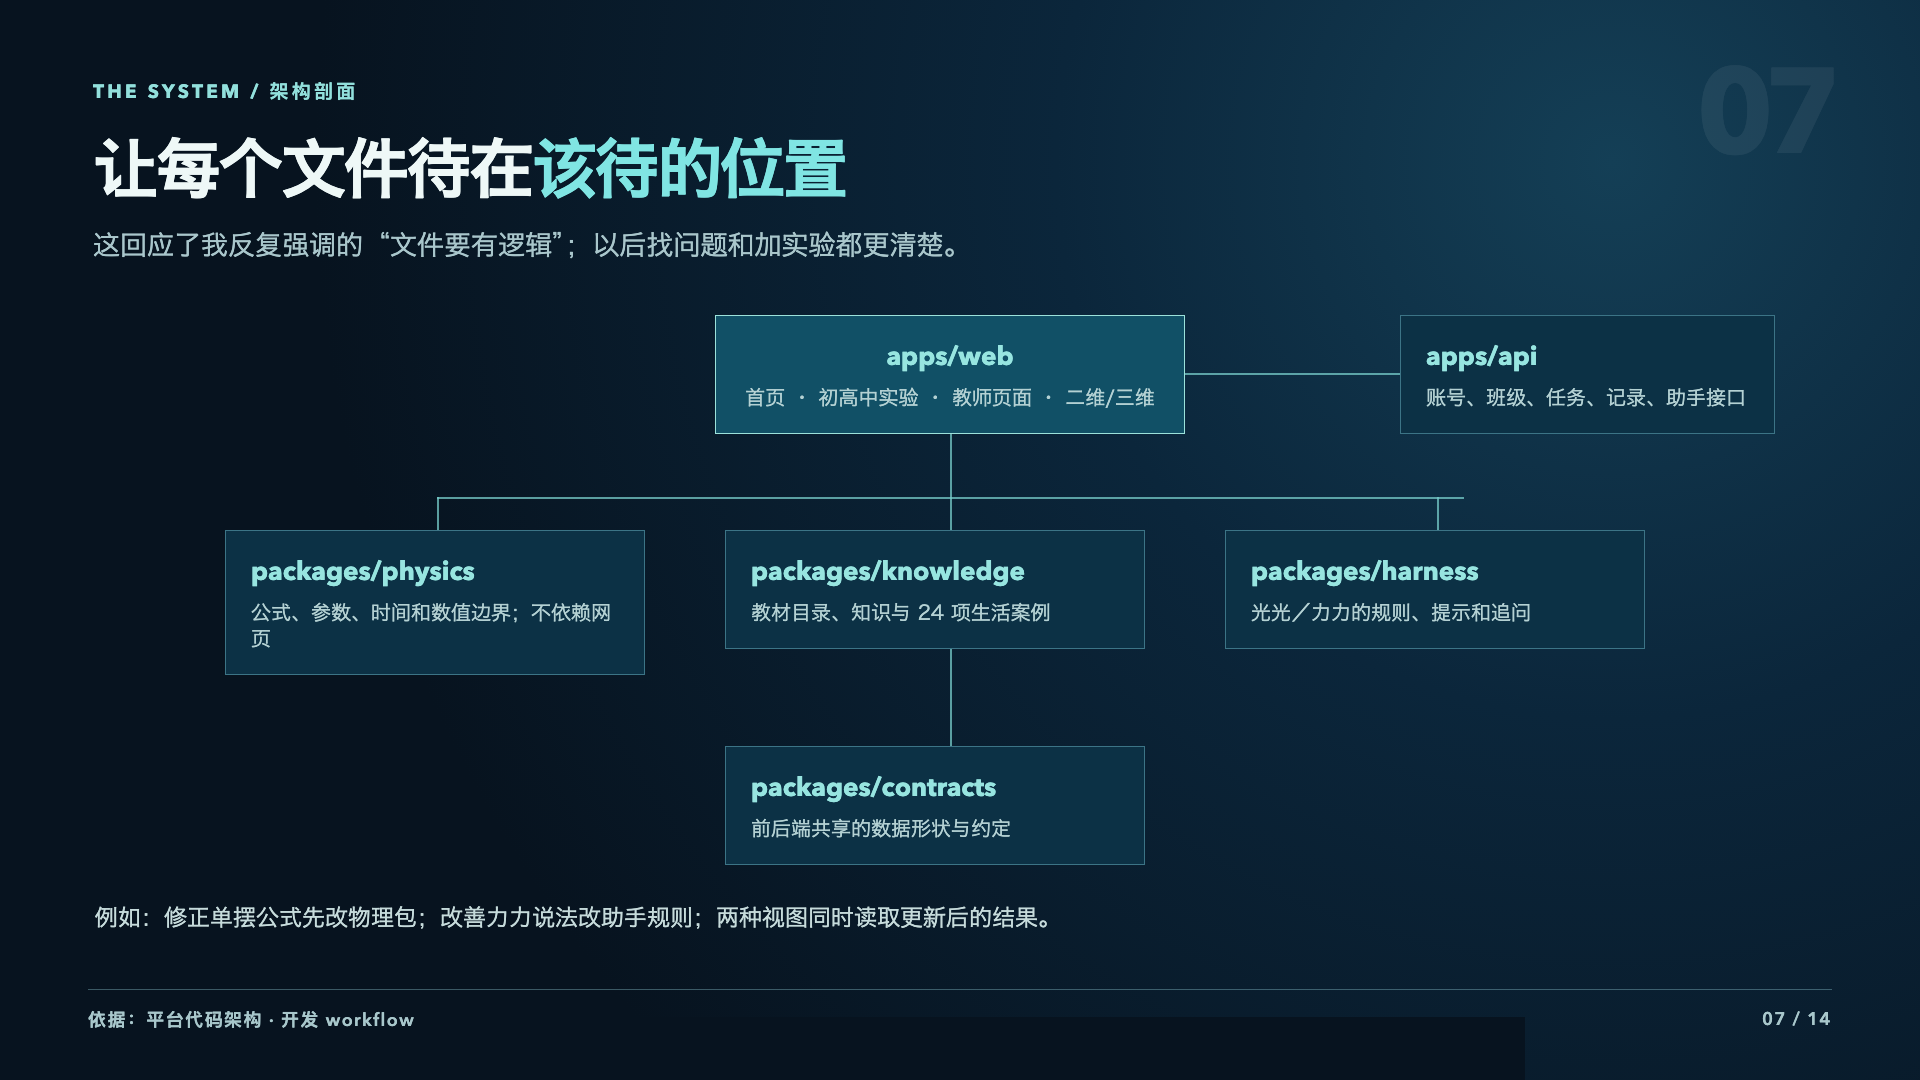 THE SYSTEM / 架构剖面
07
让每个文件待在该待的位置
这回应了我反复强调的“文件要有逻辑”；以后找问题和加实验都更清楚。
apps/web
首页 · 初高中实验 · 教师页面 · 二维/三维
apps/api
账号、班级、任务、记录、助手接口
packages/physics
公式、参数、时间和数值边界；不依赖网
页
packages/knowledge
教材目录、知识与 24 项生活案例
packages/harness
光光／力力的规则、提示和追问
packages/contracts
前后端共享的数据形状与约定
例如：修正单摆公式先改物理包；改善力力说法改助手规则；两种视图同时读取更新后的结果。
依据：平台代码架构 · 开发 workflow
07 / 14